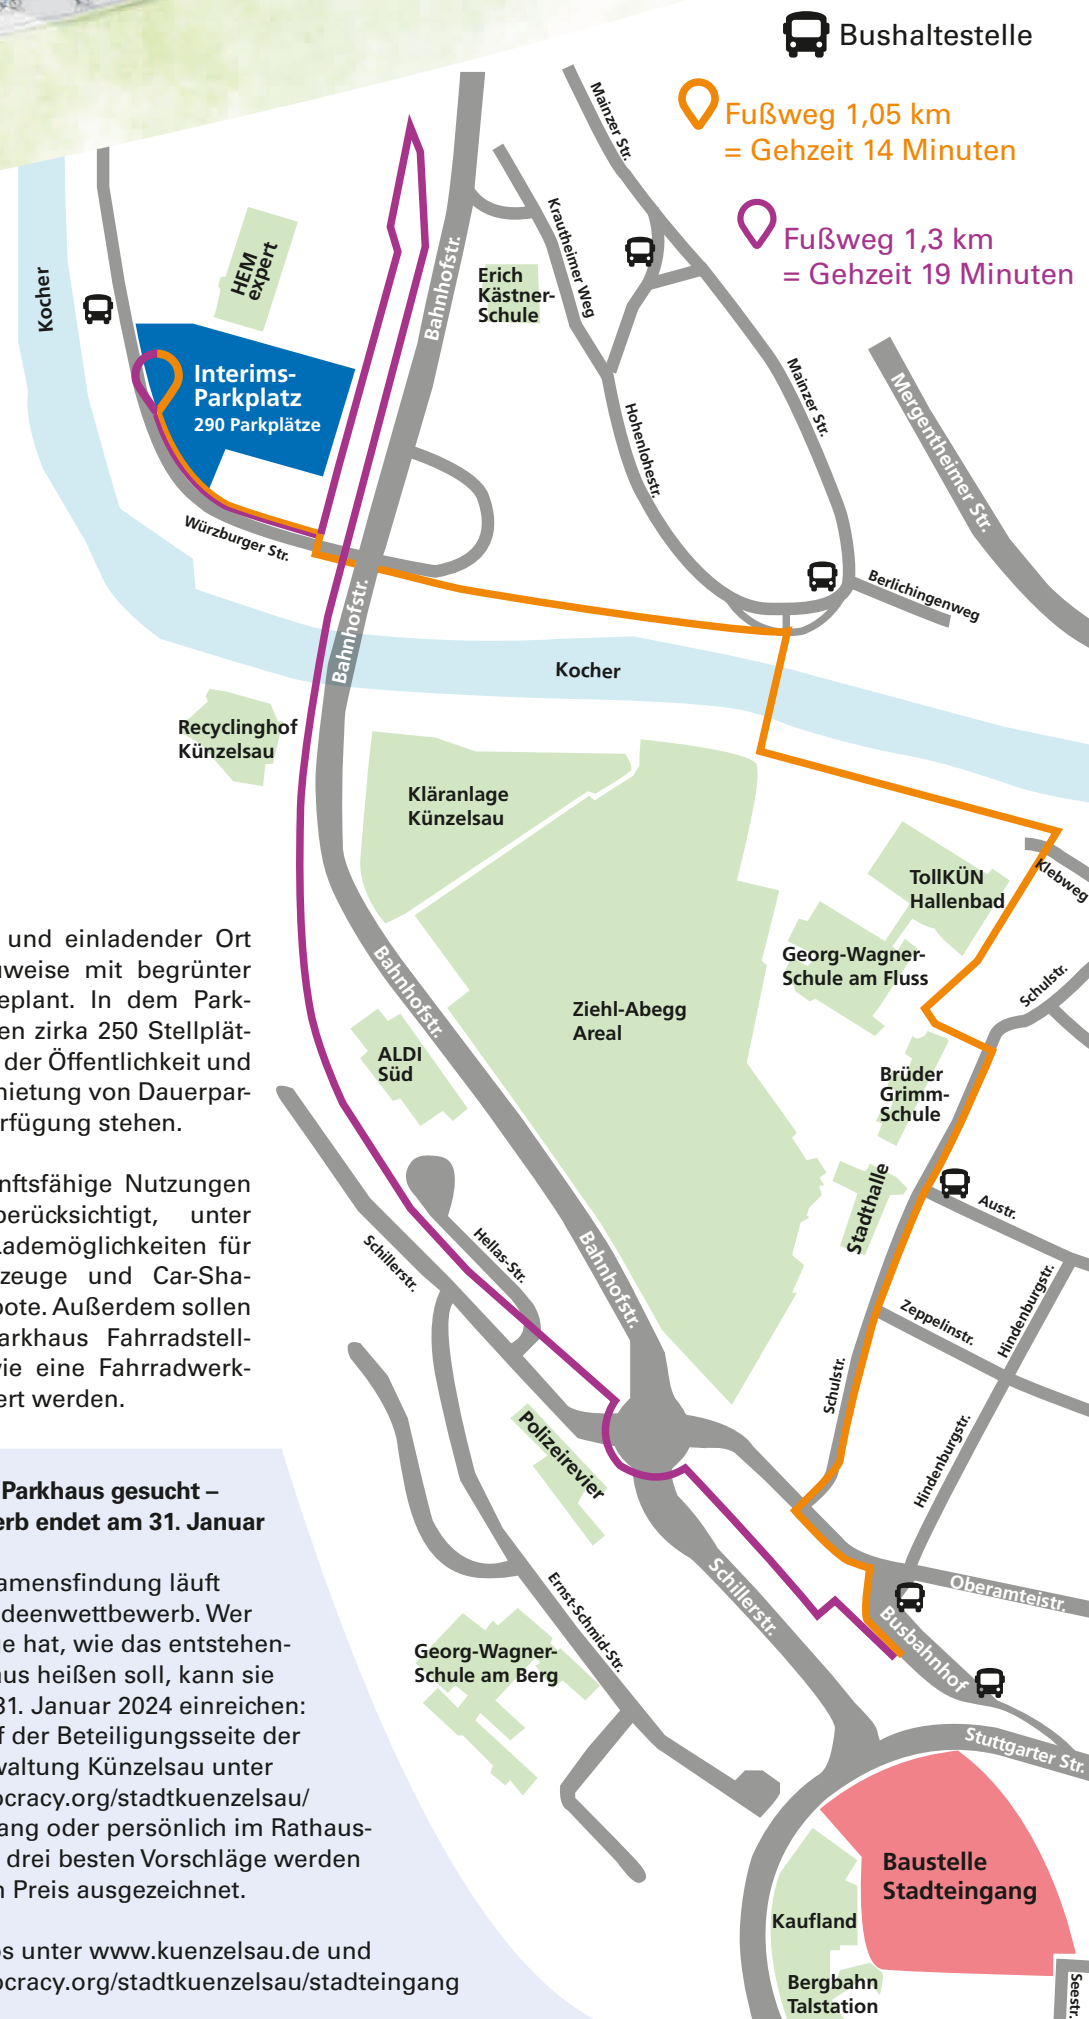 Bushaltestelle
Fußweg 1,05 km
= Gehzeit 14 Minuten
Fußweg 1,3 km
= Gehzeit 19 Minuten
Mainzer Str.
Krautheimer Weg
Bahnhofstr.
HEM
expert
Kocher
Erich
Kästner-
Schule
Interims-
Parkplatz
290 Parkplätze
Mainzer Str.
Mergentheimer Str.
Hohenlohestr.
Würzburger Str.
Bahnhofstr.
Berlichingenweg
Kocher
Recyclinghof
Künzelsau
Kläranlage
Künzelsau
TollKÜN
Hallenbad
Klebweg
Georg-Wagner-
Schule am Fluss
Schulstr.
Bahnhofstr.
Ziehl-Abegg
Areal
ALDI
Süd
Brüder
Grimm-
Schule
Stadthalle
Austr.
Hellas-Str.
Schillerstr.
Bahnhofstr.
Zeppelinstr.
Hindenburgstr.
Schulstr.
Hindenburgstr.
Polizeirevier
Oberamteistr.
Schillerstr.
Busbahnhof
Ernst-Schmid-Str.
Georg-Wagner-
Schule am Berg
Stuttgarter Str.
Baustelle
Stadteingang
Kaufland
Bergbahn
Talstation
Seestr.
und einladender Ort
uweise mit begrünter
eplant. In dem Park-
en zirka 250 Stellplät-
der Öffentlichkeit und
nietung von Dauerpar-
rfügung stehen.
nftsfähige Nutzungen
berücksichtigt, unter
Lademöglichkeiten für
zeuge und Car-Sha-
bote. Außerdem sollen
arkhaus Fahrradstell-
wie eine Fahrradwerk-
ert werden.
Parkhaus gesucht –
erb endet am 31. Januar
amensfindung läuft
deenwettbewerb. Wer
ge hat, wie das entstehen-
aus heißen soll, kann sie
31. Januar 2024 einreichen:
f der Beteiligungsseite der
waltung Künzelsau unter
ocracy.org/stadtkuenzelsau/
ang oder persönlich im Rathaus-
drei besten Vorschläge werden
n Preis ausgezeichnet.
os unter www.kuenzelsau.de und
ocracy.org/stadtkuenzelsau/stadteingang